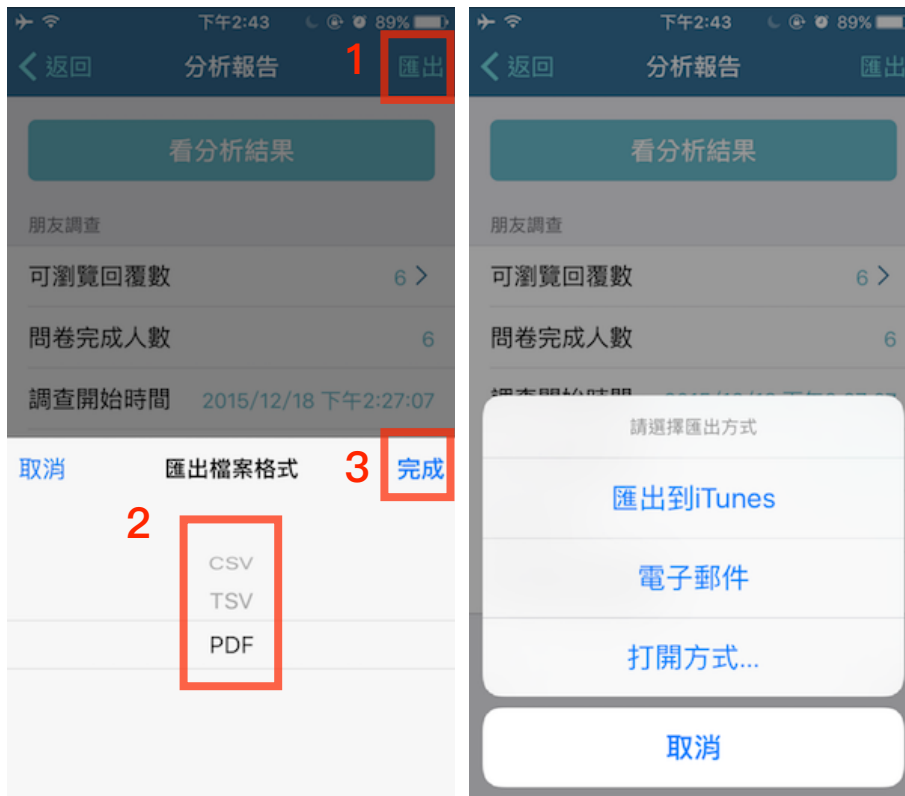 下午2:43 89%
返回 分析報告 1 匯出
看分析結果
朋友調查
可瀏覽回覆數 6
問卷完成人數 6
調查開始時間 2015/12/18 下午2:27:07
取消 匯出檔案格式 3 完成
2
CSV
TSV
PDF
下午2:43 89%
返回 分析報告 匯出
看分析結果
朋友調查
可瀏覽回覆數 6
問卷完成人數 6
調查開始時間
請選擇匯出方式
匯出到iTunes
電子郵件
打開方式...
取消